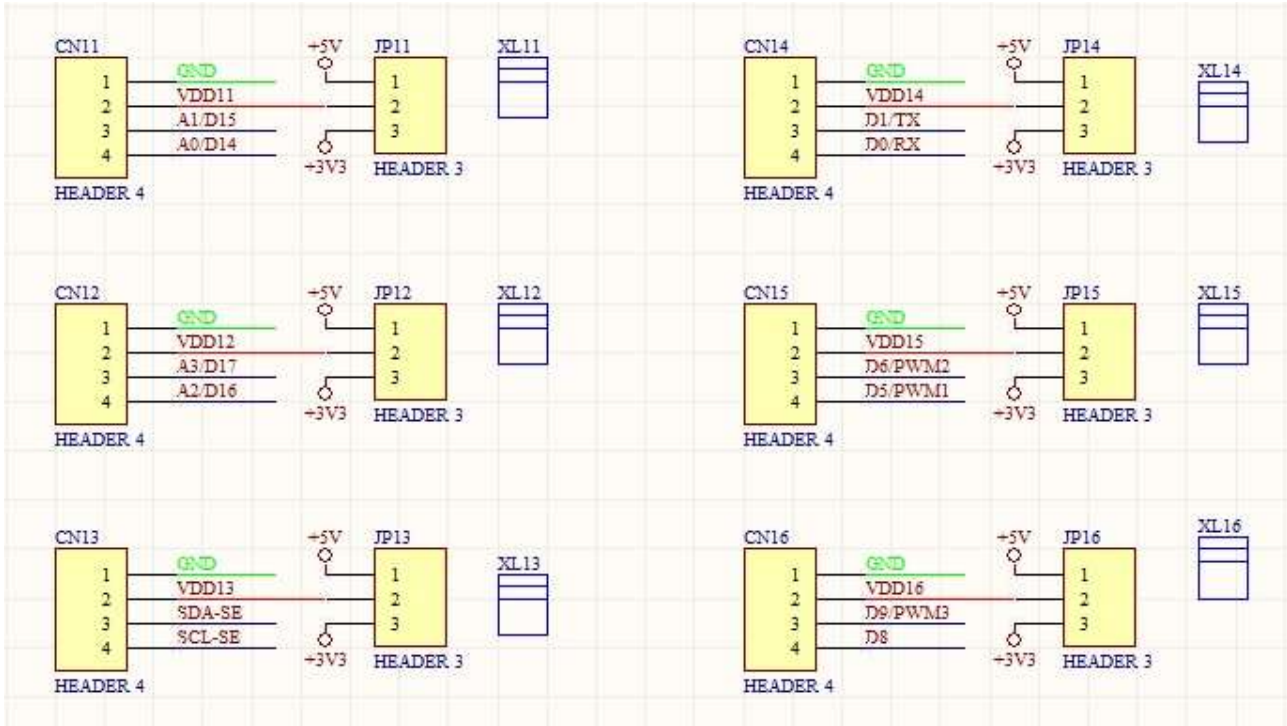 CN11
+5V
JP11
XL11
GND
1
1
VDD11
2
2
A1/D15
3
3
A0/D14
4
+3V3
HEADER 3
HEADER 4
CN14
+5V
JP14
XL14
GND
1
1
VDD14
2
2
D1/TX
3
3
D0/RX
4
+3V3
HEADER 3
HEADER 4
CN12
+5V
JP12
XL12
GND
1
1
VDD12
2
2
A3/D17
3
3
A2/D16
4
+3V3
HEADER 3
HEADER 4
CN15
+5V
JP15
XL15
GND
1
1
VDD15
2
2
D6/PWM2
3
3
D5/PWM1
4
+3V3
HEADER 3
HEADER 4
CN13
+5V
JP13
XL13
GND
1
1
VDD13
2
2
SDA-SE
3
3
SCL-SE
4
+3V3
HEADER 3
HEADER 4
CN16
+5V
JP16
XL16
GND
1
1
VDD16
2
2
D9/PWM3
3
3
D8
4
+3V3
HEADER 3
HEADER 4